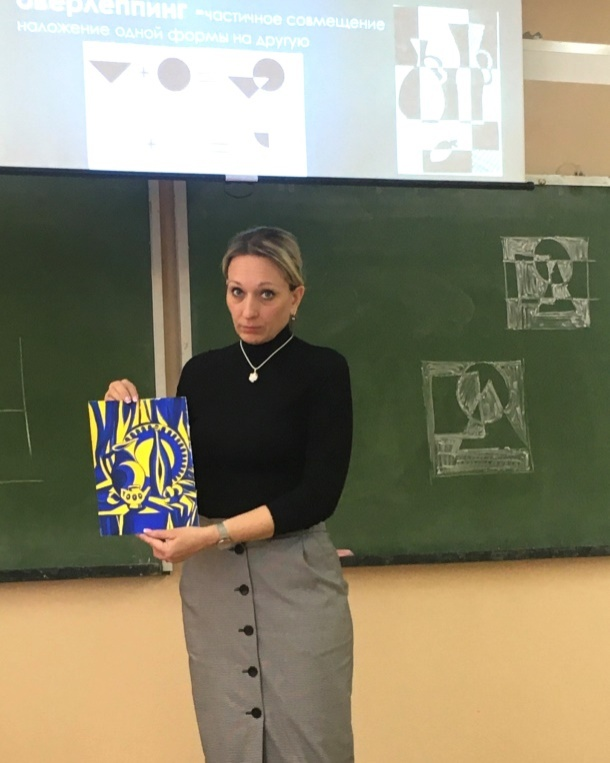 оверлеппинг -частичное совмещение
наложение одной формы на другую